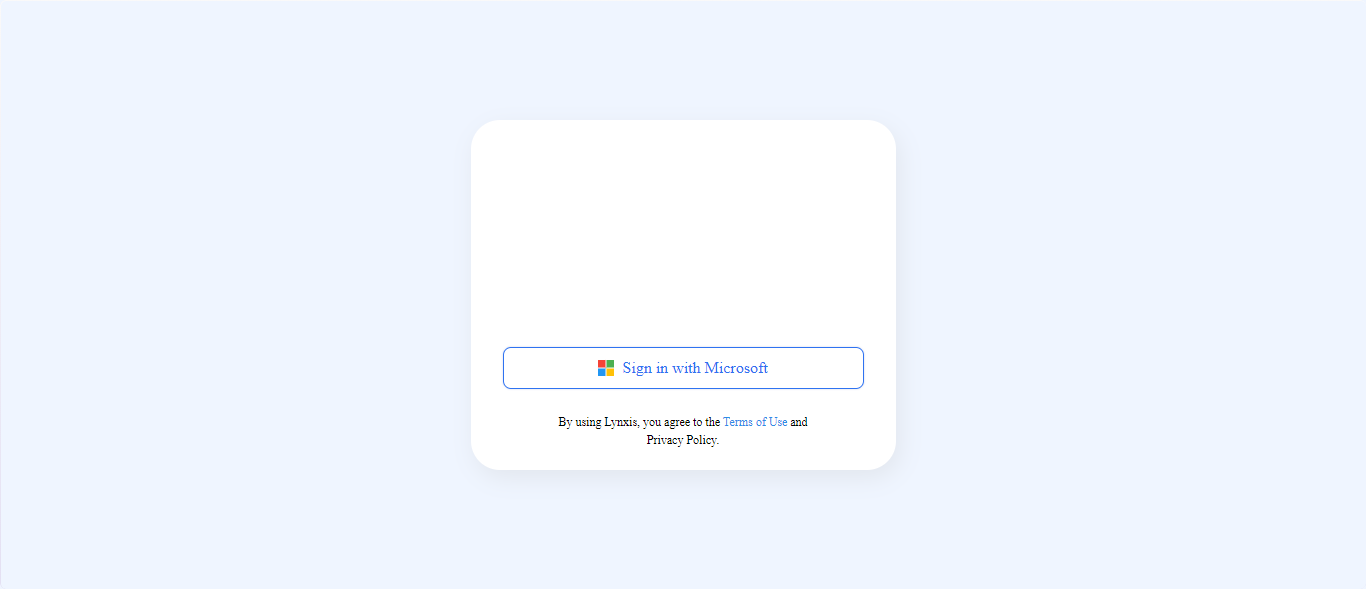 Sign in with Microsoft
By using Lynxis, you agree to the Terms of Use and
Privacy Policy.